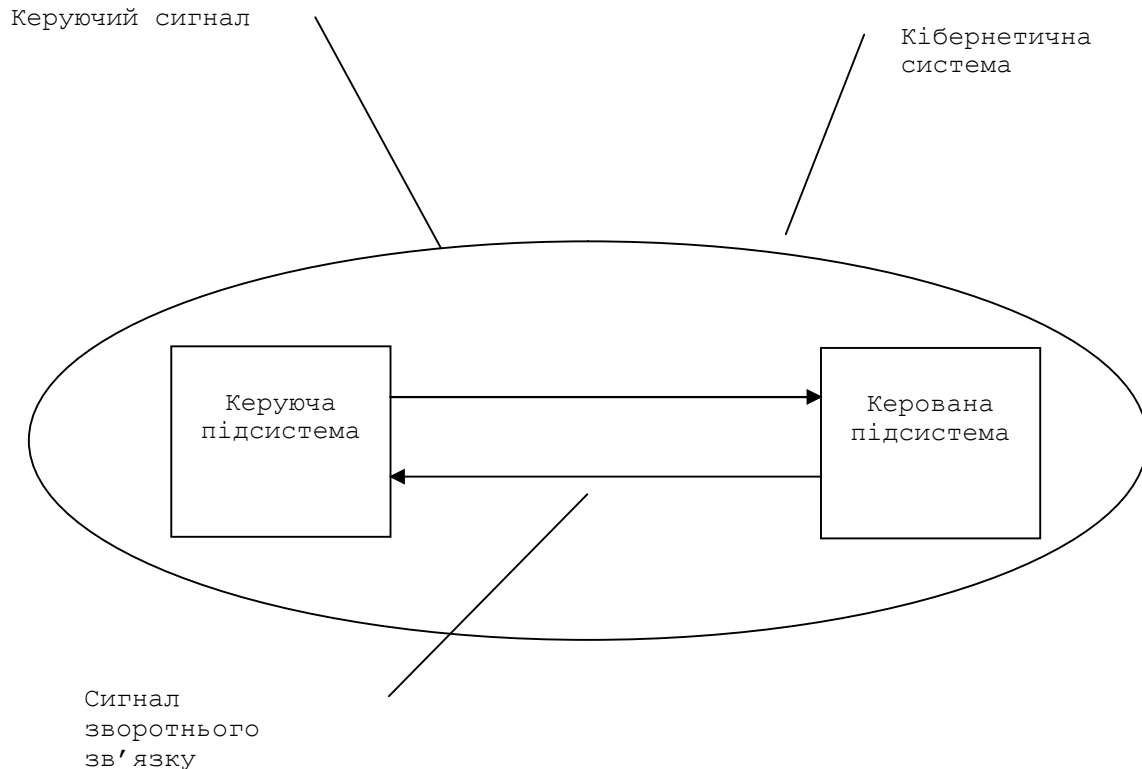 Керуючий сигнал
Кібернетична
система
Керуюча
підсистема
Керована
підсистема
Сигнал
зворотнього
зв’язку